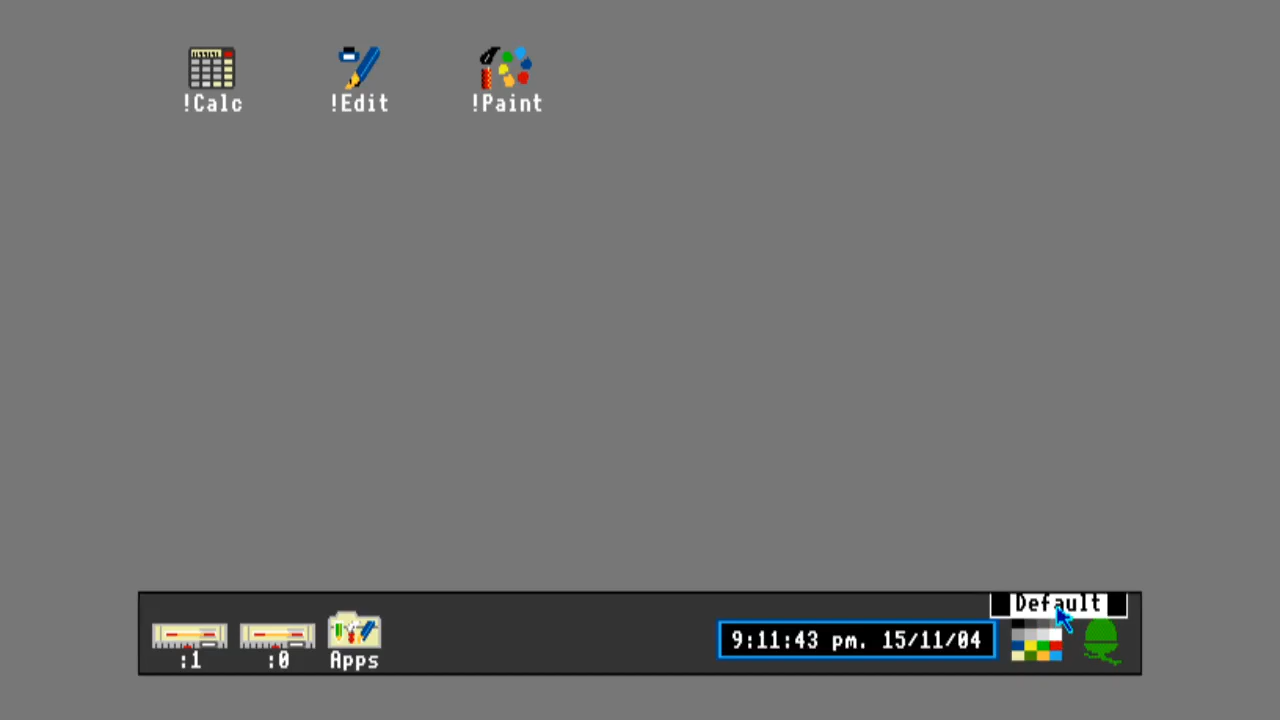 !Calc !Edit !Paint
Default
9:11:43 pm. 15/11/04
:1 :0 Apps